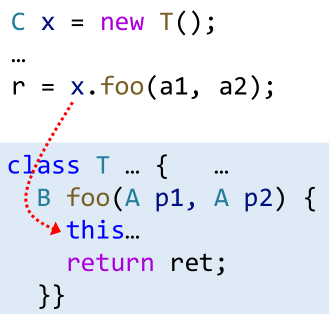 C x = new T();
…
r = x.foo(a1, a2);
class T … {   …
  B foo(A p1, A p2) {
    this…
    return ret;
  }}